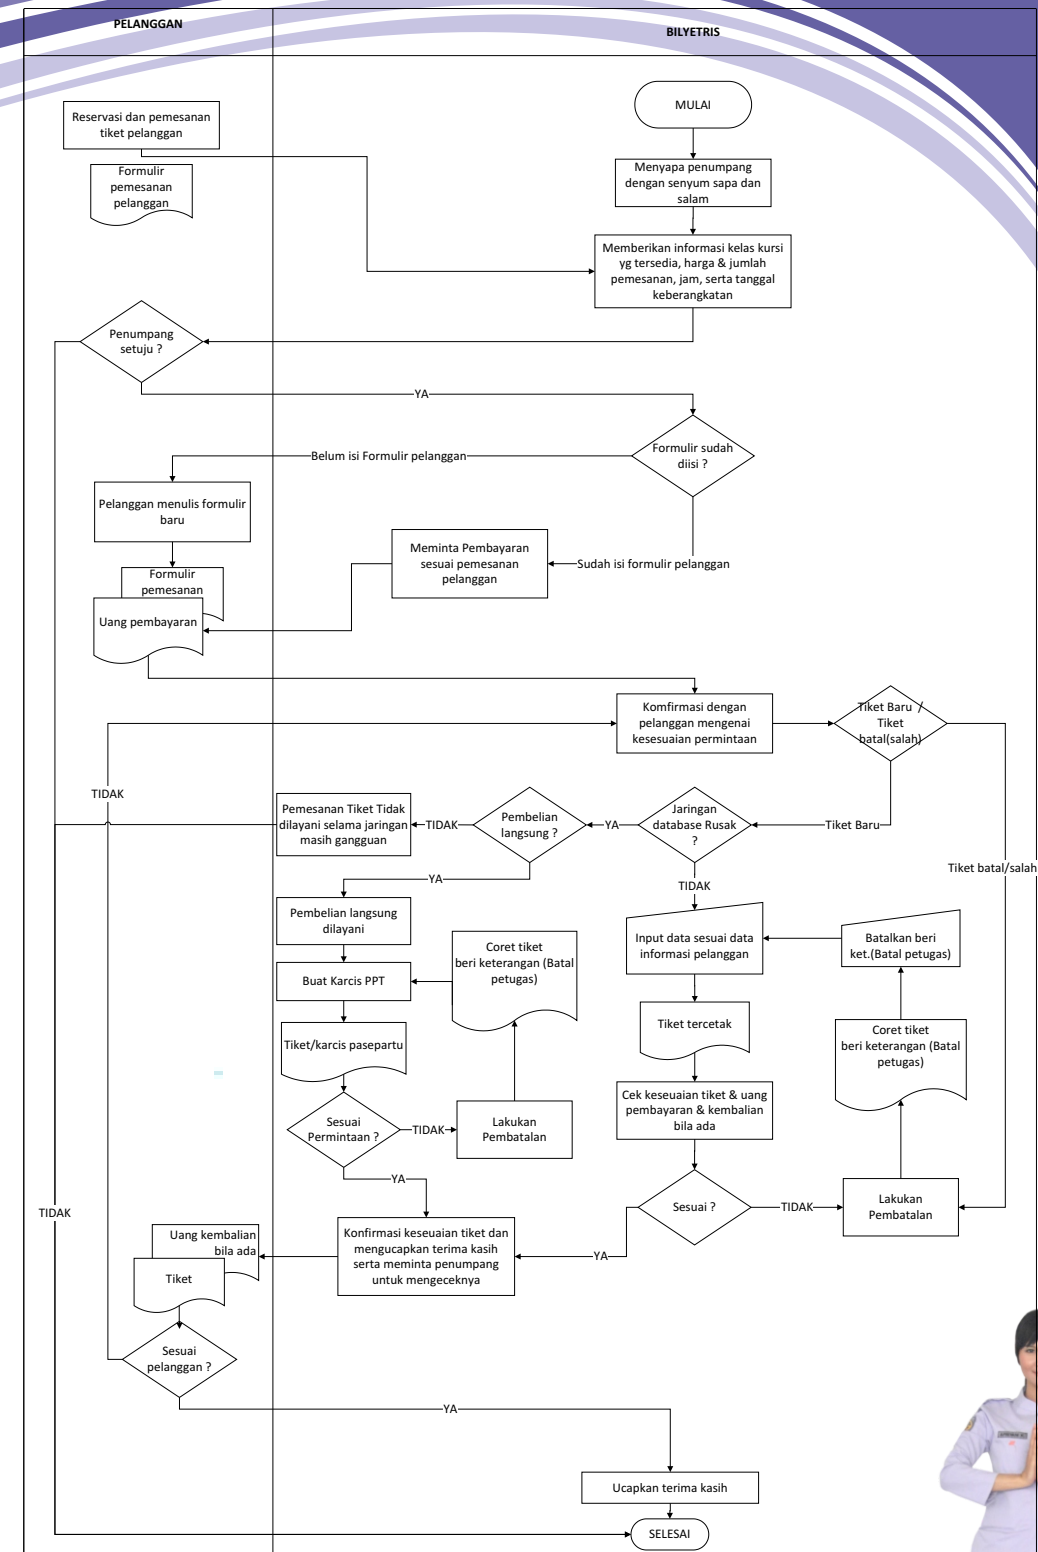 PELANGGAN
BILYETRIS
MULAI
Reservasi dan pemesanan
tiket pelanggan
Formulir
pemesanan
pelanggan
Menyapa penumpang
dengan senyum sapa dan
salam
Memberikan informasi kelas kursi
yg tersedia, harga & jumlah
pemesanan, jam, serta tanggal
keberangkatan
Penumpang
setuju ?
YA
Formulir sudah
diisi ?
Belum isi Formulir pelanggan
Pelanggan menulis formulir
baru
Meminta Pembayaran
sesuai pemesanan
pelanggan
Sudah isi formulir pelanggan
Formulir
pemesanan
Uang pembayaran
Komfirmasi dengan
pelanggan mengenai
kesesuaian permintaan
Tiket Baru /
Tiket
batal(salah)
TIDAK
Pemesanan Tiket Tidak
dilayani selama jaringan
masih gangguan
TIDAK
Pembelian
langsung ?
YA
Jaringan
database Rusak
?
Tiket Baru
Tiket batal/salah
YA
TIDAK
Pembelian langsung
dilayani
Buat Karcis PPT
Coret tiket
beri keterangan (Batal
petugas)
Input data sesuai data
informasi pelanggan
Batalkan beri
ket.(Batal petugas)
Tiket/karcis pasepartu
Tiket tercetak
Coret tiket
beri keterangan (Batal
petugas)
Sesuai
Permintaan ?
TIDAK
Lakukan
Pembatalan
Cek keseuaian tiket & uang
pembayaran & kembalian
bila ada
YA
Sesuai ?
TIDAK
Lakukan
Pembatalan
TIDAK
Uang kembalian
bila ada
Tiket
Konfirmasi keseuaian tiket dan
mengucapkan terima kasih
serta meminta penumpang
untuk mengeceknya
YA
Sesuai
pelanggan ?
YA
Ucapkan terima kasih
SELESAI